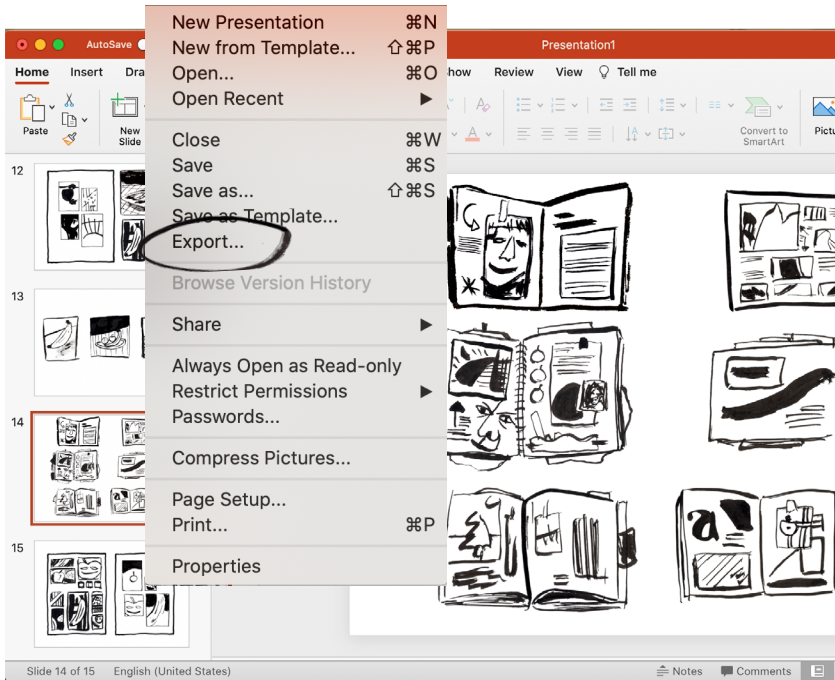 AutoSave
Presentation1
Home Insert Dra
how Review View Tell me
Paste
New
Slide
Convert to
SmartArt
Pictu
New Presentation ⌘N
New from Template... ⇧⌘P
Open... ⌘O
Open Recent ▶
Close ⌘W
Save ⌘S
Save as... ⇧⌘S
Save as Template...
Export...
Browse Version History
Share ▶
Always Open as Read-only
Restrict Permissions ▶
Passwords...
Compress Pictures...
Page Setup...
Print... ⌘P
Properties
12
13
14
15
a
Slide 14 of 15 English (United States) Notes Comments